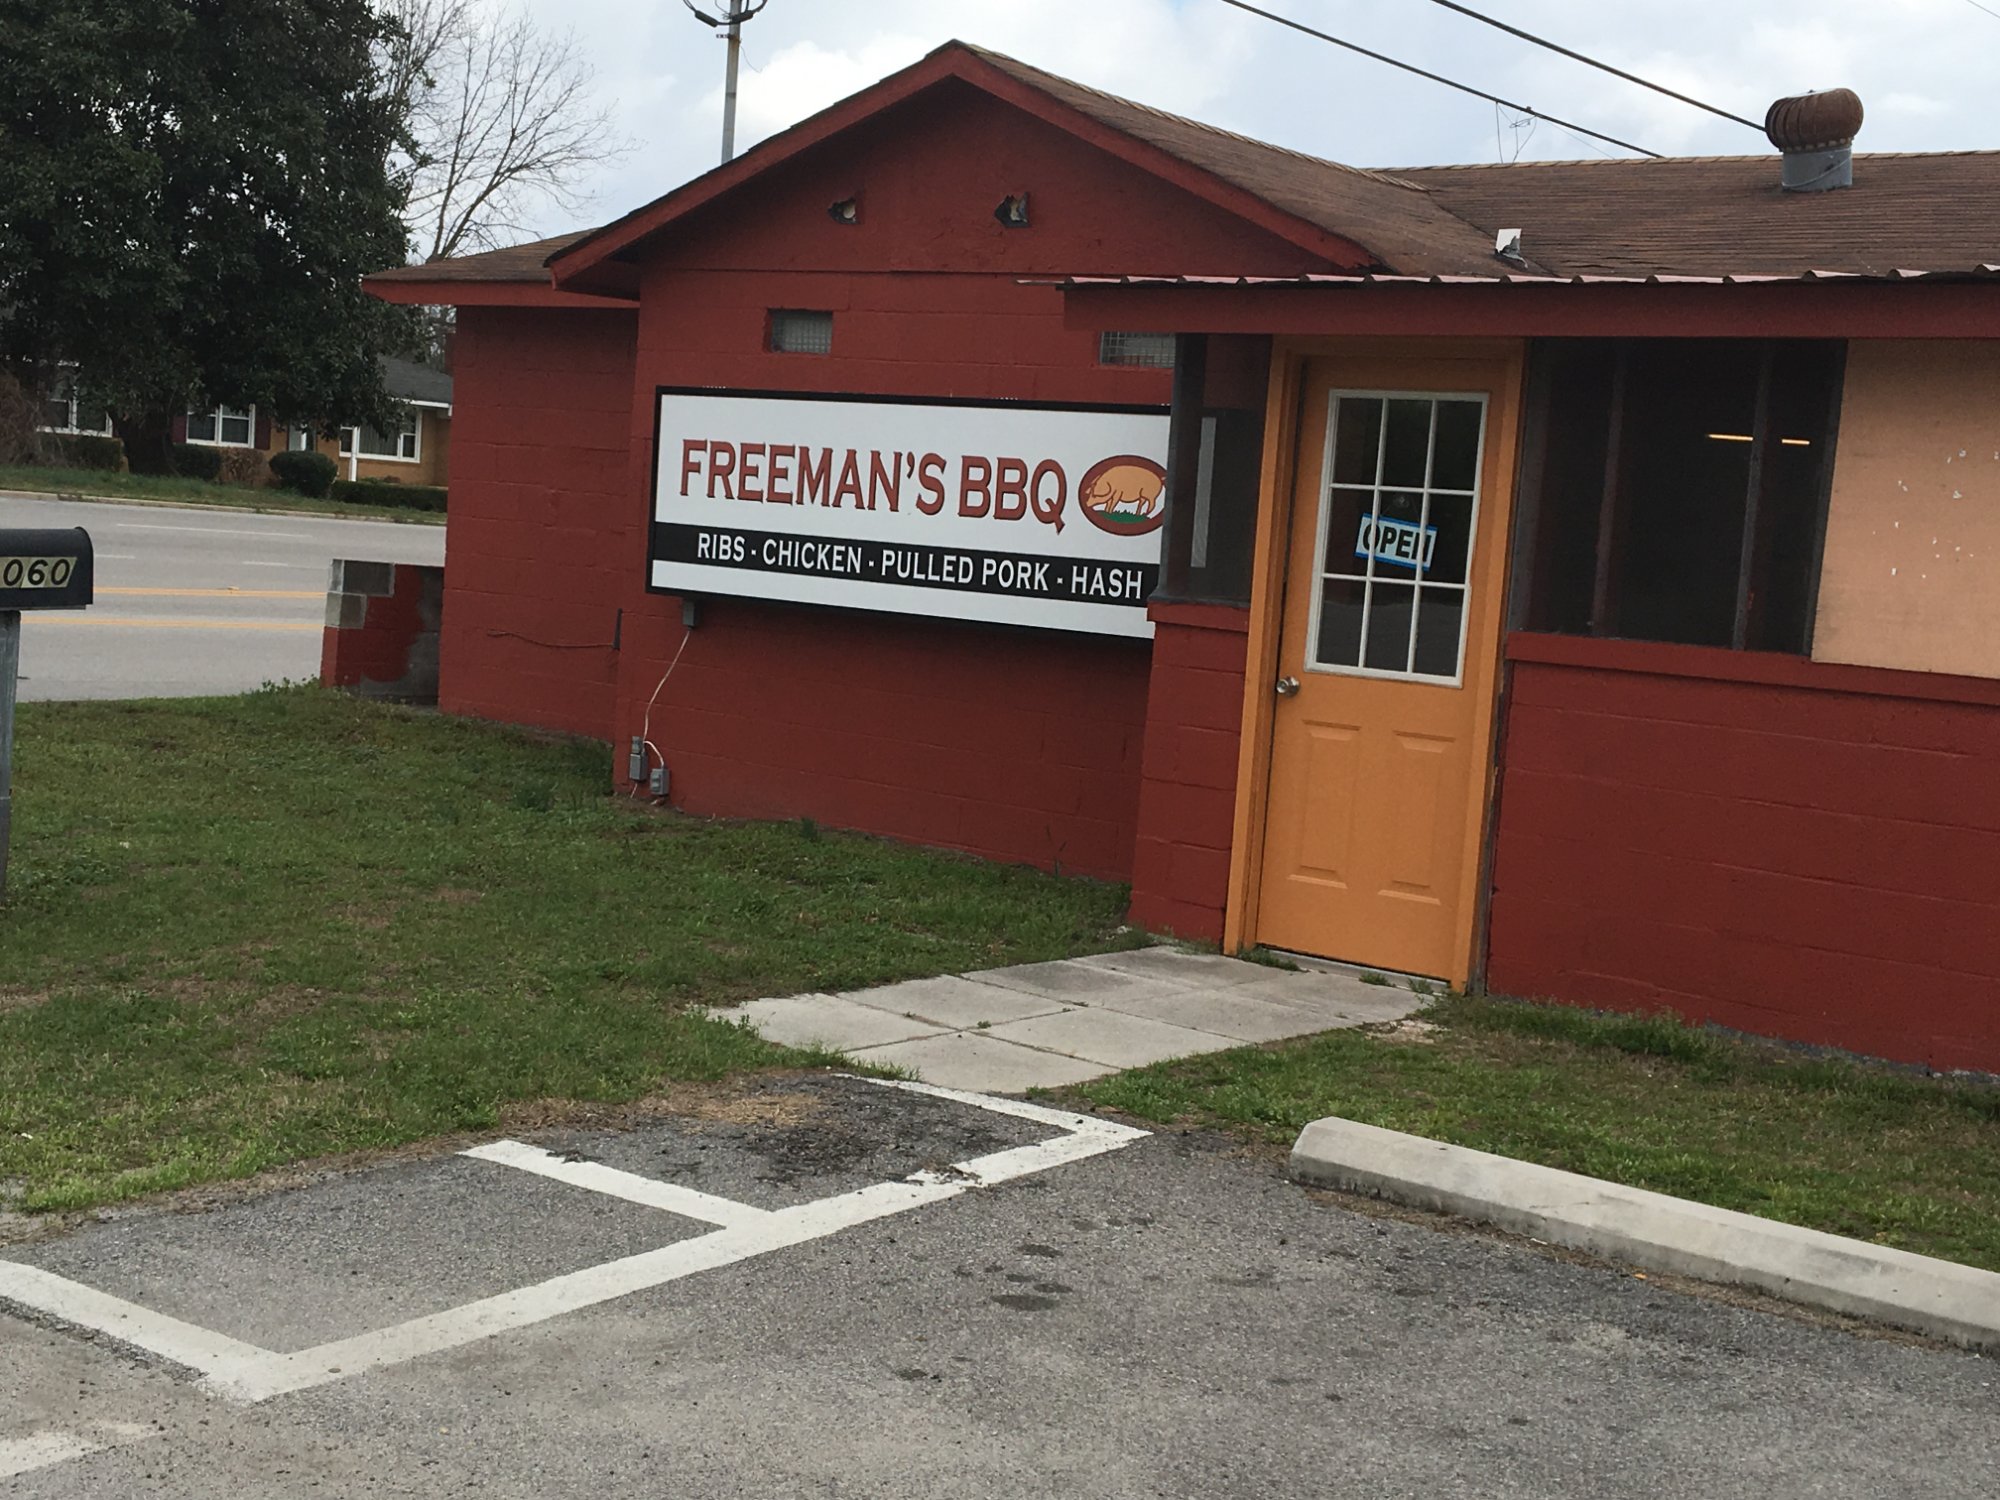 FREEMAN'S BBQ
RIBS - CHICKEN - PULLED PORK - HASH
OPEN
060